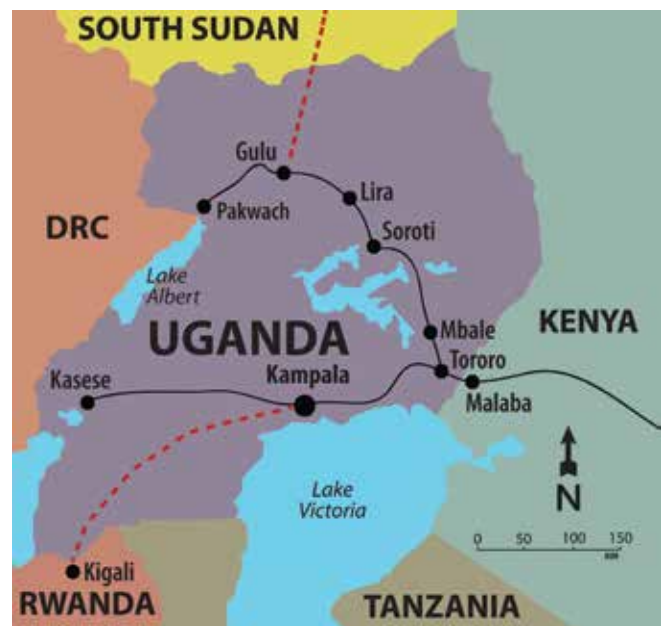 SOUTH SUDAN
Gulu
Lira
Pakwach
DRC
Soroti
Lake
Albert
UGANDA
Mbale
KENYA
Kasese
Kampala
Tororo
Malaba
Lake
Victoria
N
0 50 100 150
KM
Kigali
RWANDA
TANZANIA